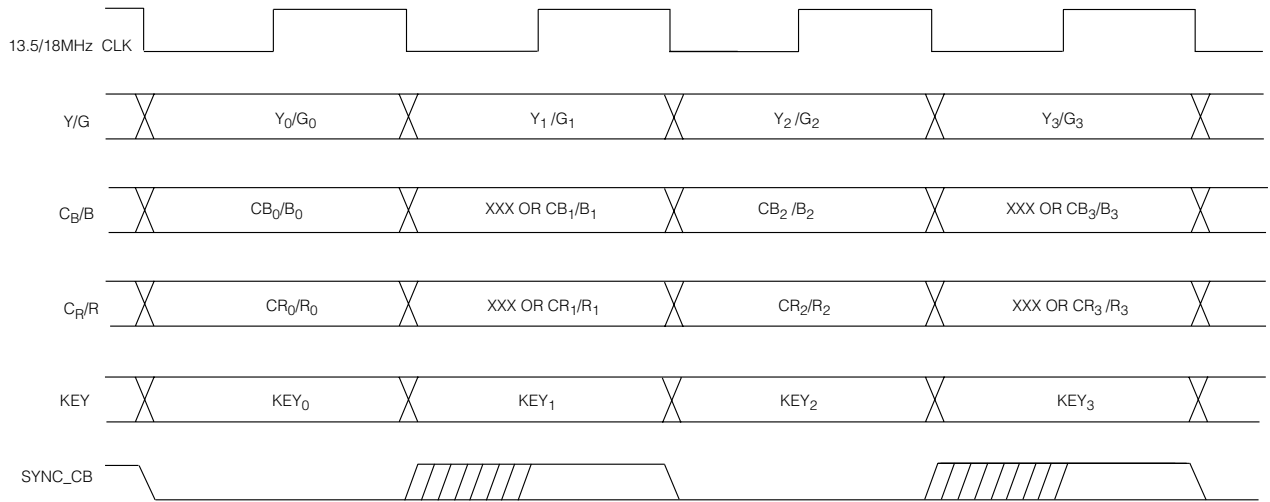 13.5/18MHz CLK
Y/G Y₀/G₀ Y₁/G₁ Y₂/G₂ Y₃/G₃
C_B/B CB₀/B₀ XXX OR CB₁/B₁ CB₂/B₂ XXX OR CB₃/B₃
C_R/R CR₀/R₀ XXX OR CR₁/R₁ CR₂/R₂ XXX OR CR₃/R₃
KEY KEY₀ KEY₁ KEY₂ KEY₃
SYNC_CB